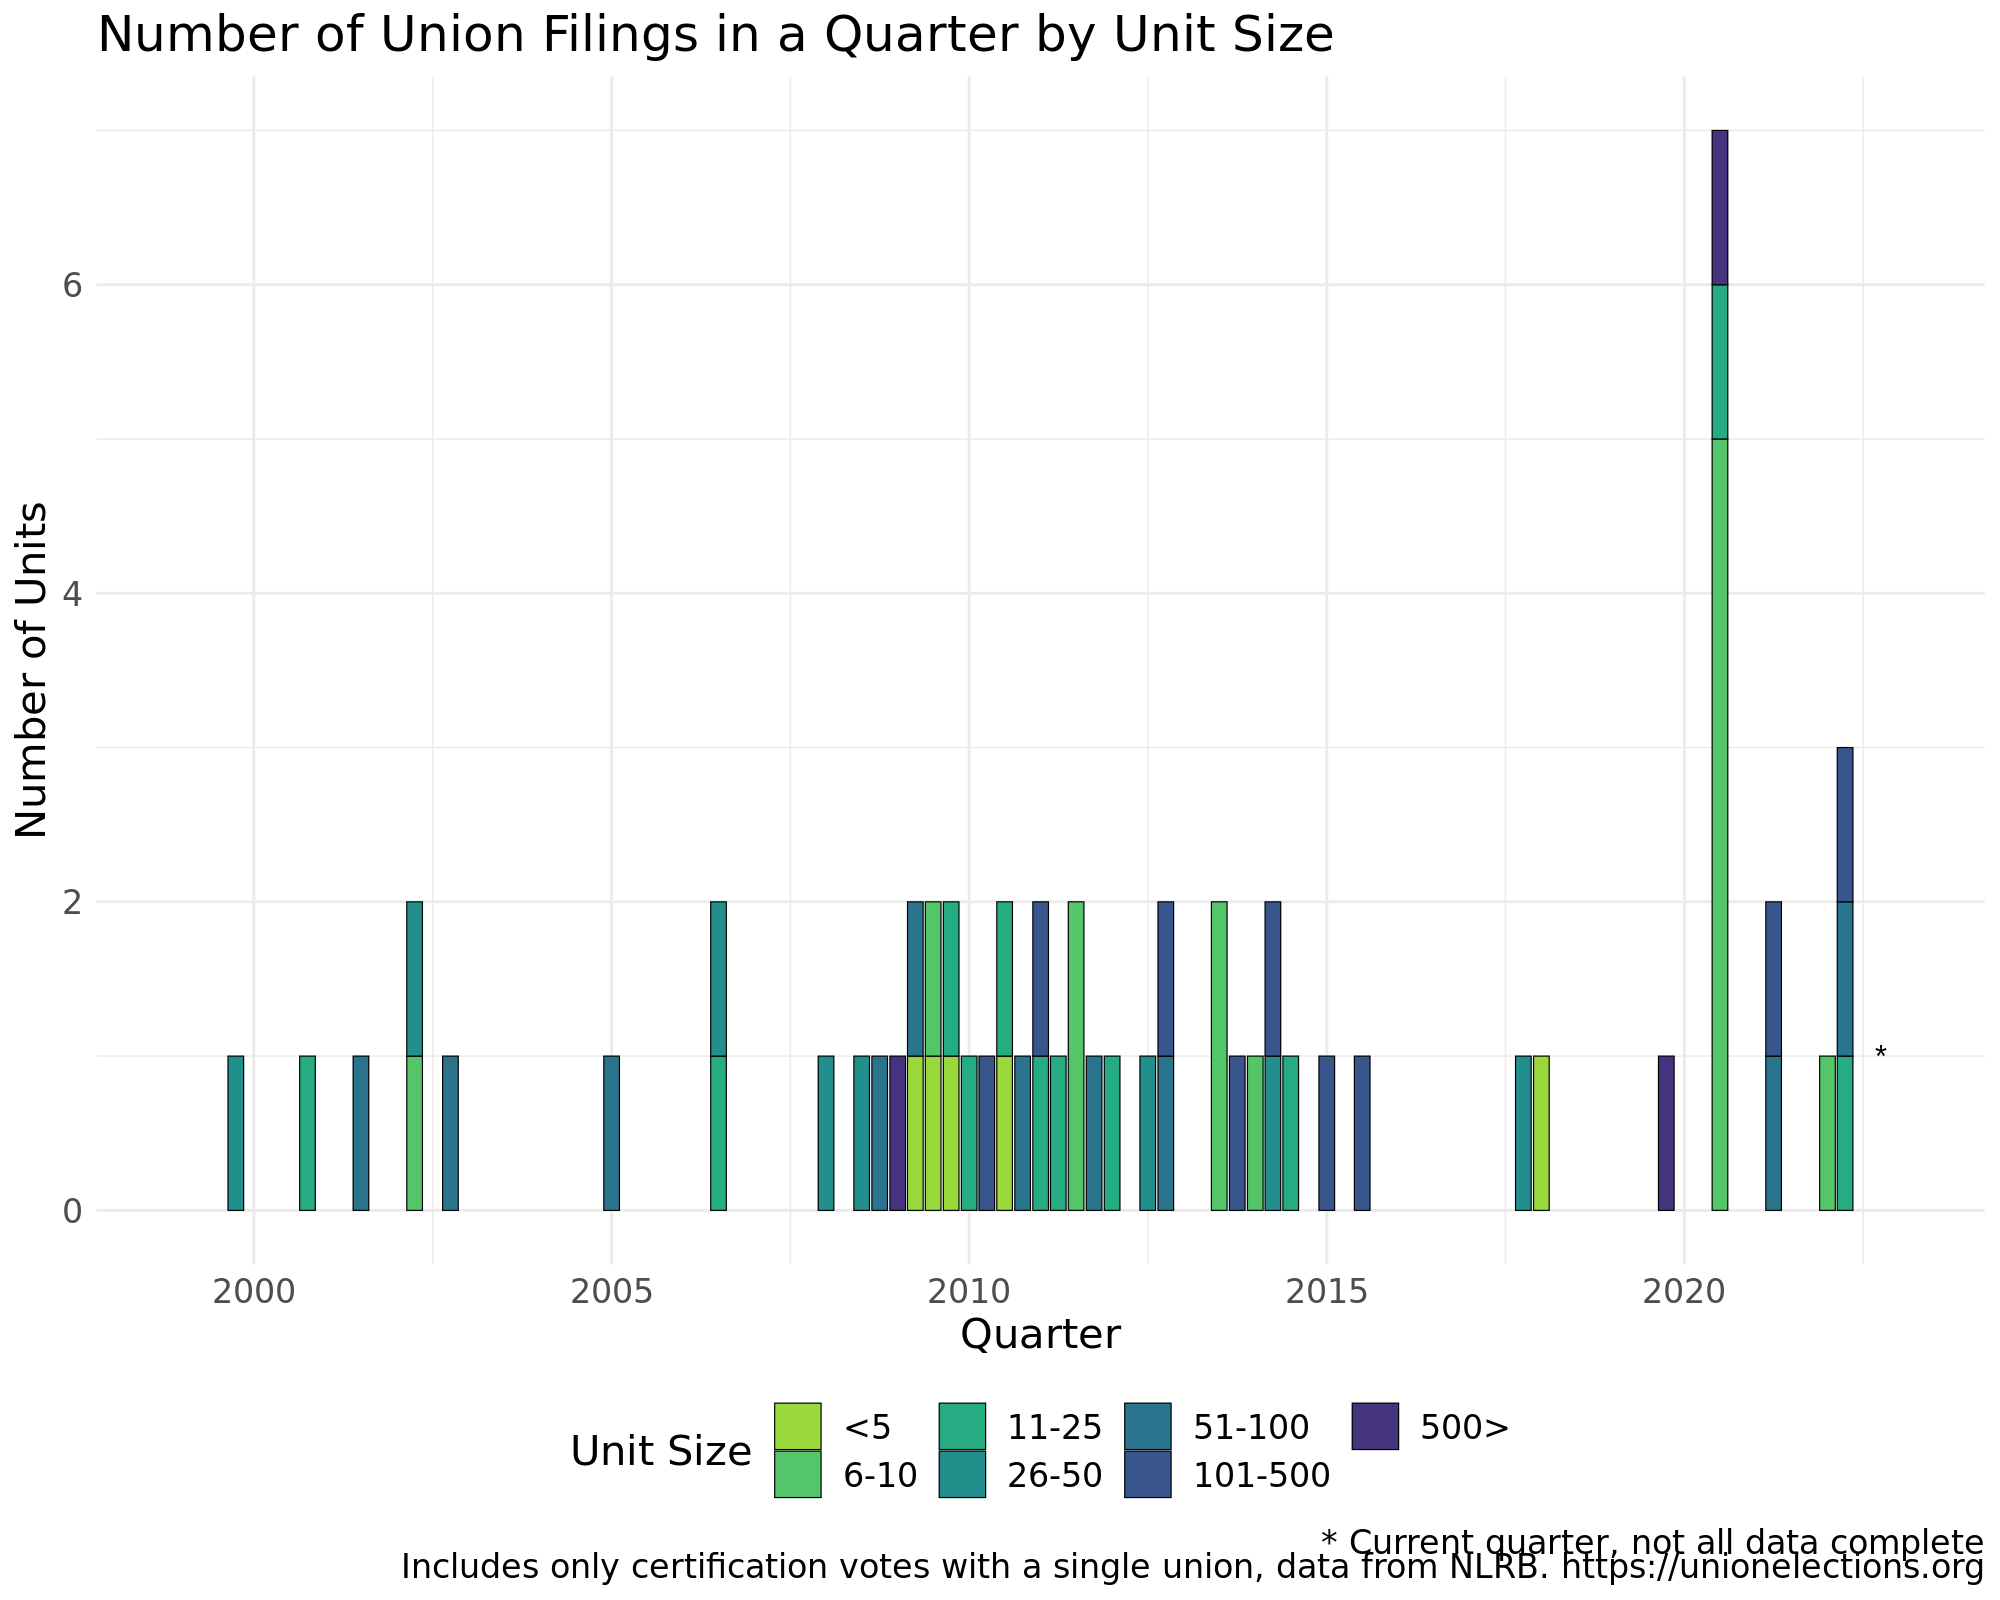 Number of Union Filings in a Quarter by Unit Size
Number of Units
6
4
2
0
*
2000 2005 2010 2015 2020
Quarter
Unit Size
<5 11-25 51-100 500>
6-10 26-50 101-500
* Current quarter, not all data complete
Includes only certification votes with a single union, data from NLRB. https://unionelections.org